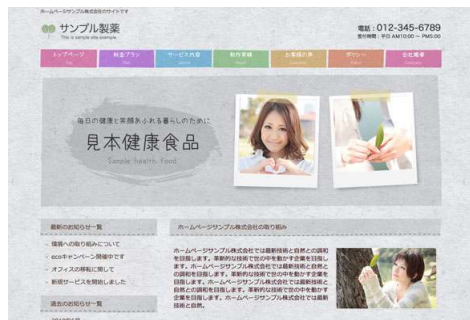 ホームページサンプル株式会社のサイトです
サンプル製薬
This is sample site example.
電話：012-345-6789
受付時間：平日 AM10:00 ～ PM5:00
トップページ
料金プラン
サービス内容
制作実績
お客様の声
会社概要
毎日の健康と笑顔あふれる暮らしのために
見本健康食品
Sample health food
最新のお知らせ一覧
環境への取り組みについて
ecoキャンペーン開催中です
オフィスの移転に関して
新規サービスを開始しました
過去のお知らせ一覧
ホームページサンプル株式会社の取り組み
ホームページサンプル株式会社では最新技術と自然との調和
を目指します。革新的な技術で世の中を動かす企業を目指し
ます。ホームページサンプル株式会社では最新技術と自然と
の調和を目指します。革新的な技術で世の中を動かす企業を
目指します。ホームページサンプル株式会社では最新技術と
自然との調和を目指します。革新的な技術で世の中を動かす
企業を目指します。ホームページサンプル株式会社では最新
技術と自然。